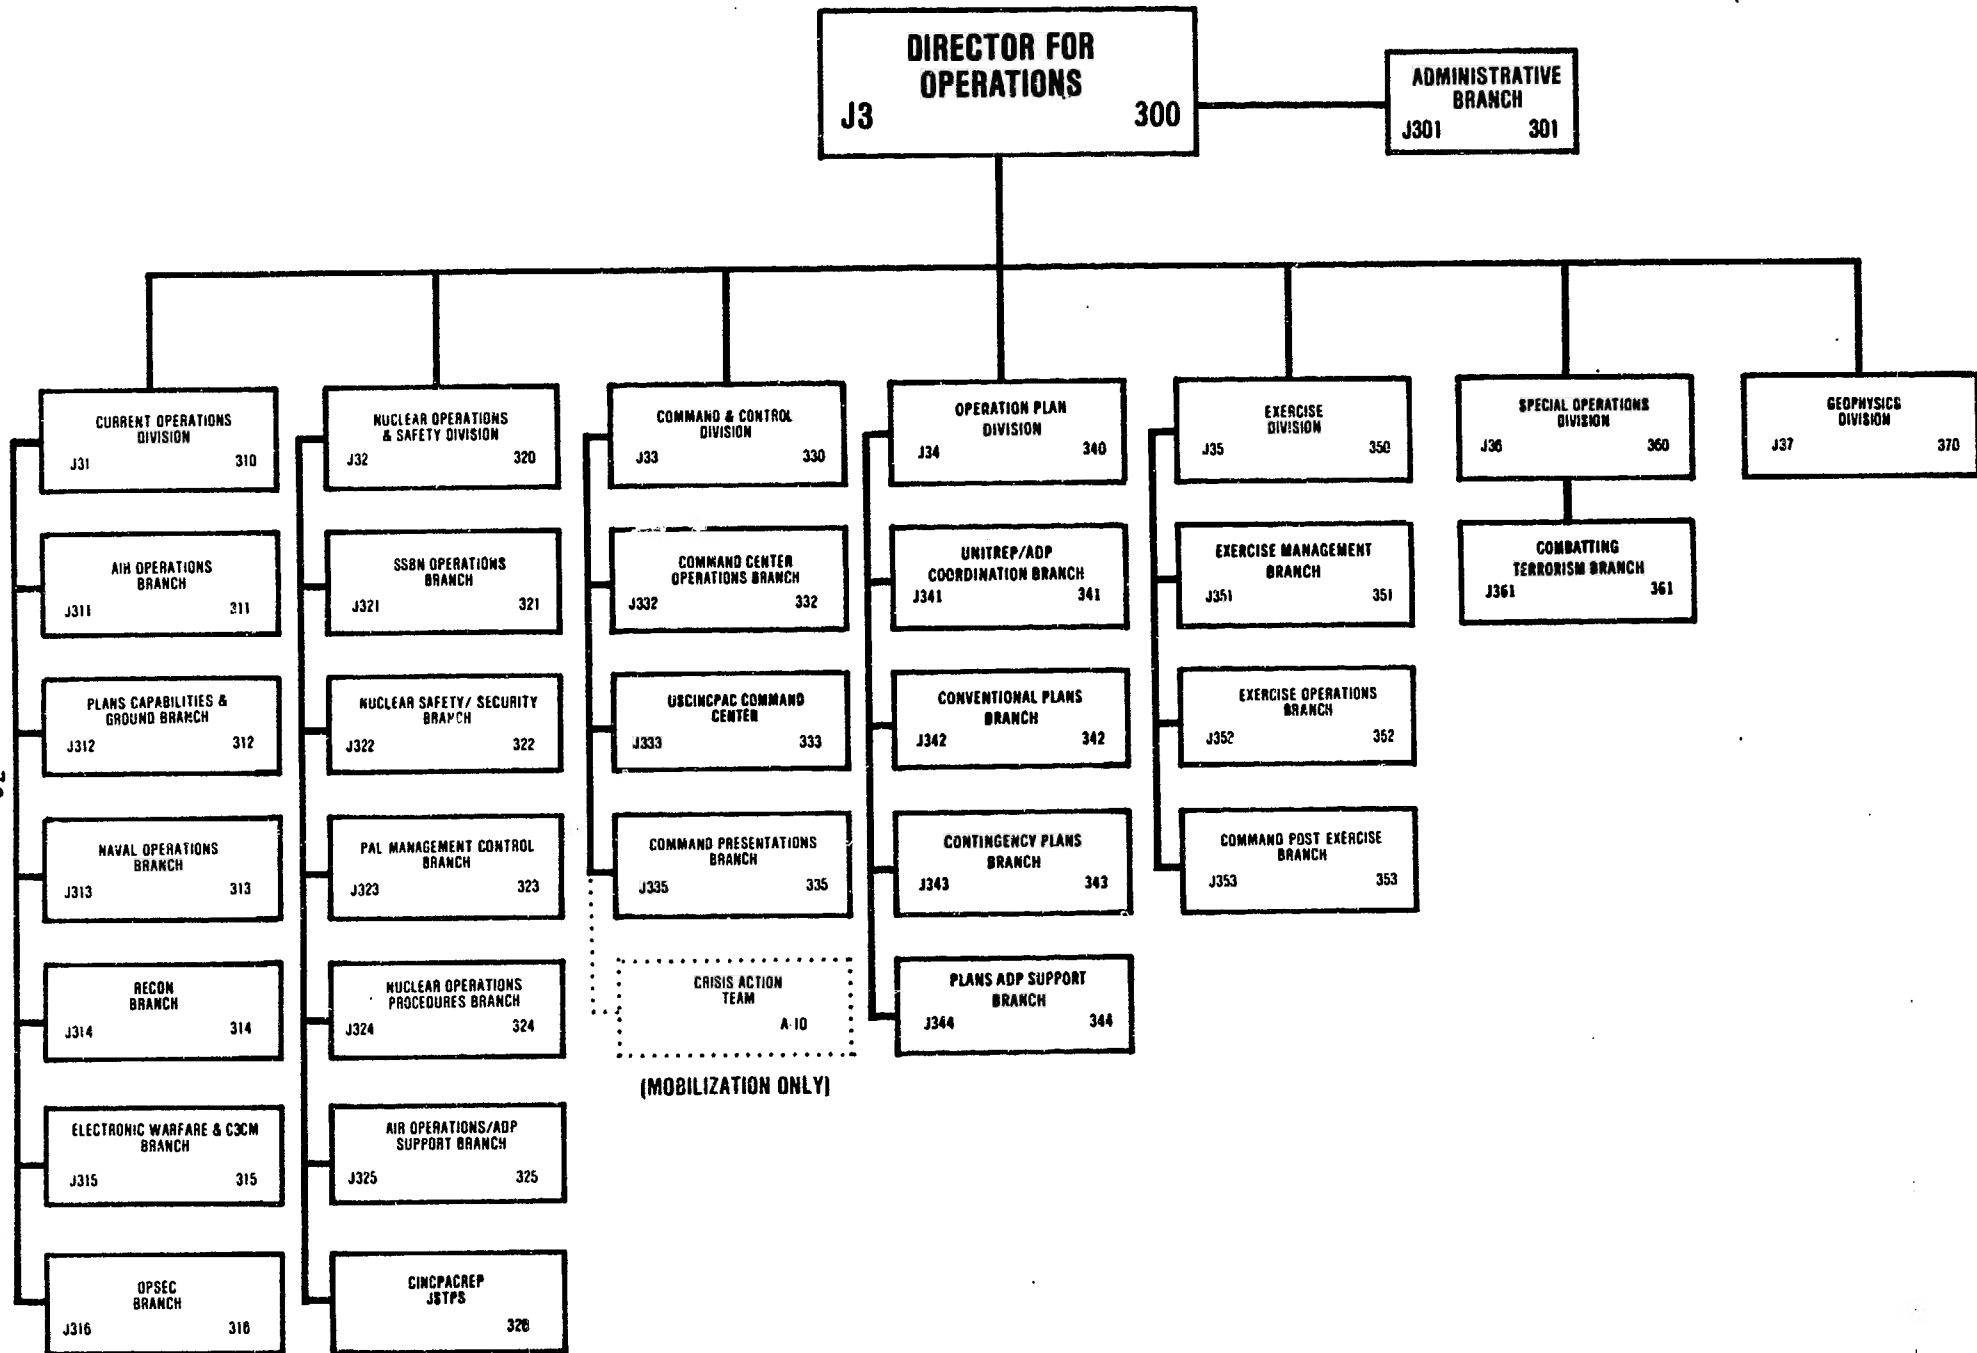 DIRECTOR FOR
OPERATIONS
J3 300
ADMINISTRATIVE
BRANCH
J301 301
CURRENT OPERATIONS
DIVISION
J31 310
AIR OPERATIONS
BRANCH
J311 311
PLANS CAPABILITIES &
GROUND BRANCH
J312 312
NAVAL OPERATIONS
BRANCH
J313 313
RECON
BRANCH
J314 314
ELECTRONIC WARFARE & C3CM
BRANCH
J315 315
OPSEC
BRANCH
J316 316
NUCLEAR OPERATIONS
& SAFETY DIVISION
J32 320
SSBN OPERATIONS
BRANCH
J321 321
NUCLEAR SAFETY/ SECURITY
BRANCH
J322 322
PAL MANAGEMENT CONTROL
BRANCH
J323 323
NUCLEAR OPERATIONS
PROCEDURES BRANCH
J324 324
AIR OPERATIONS/ADP
SUPPORT BRANCH
J325 325
CINCPACREP
JSTPS
COMMAND & CONTROL
DIVISION
J33 330
COMMAND CENTER
OPERATIONS BRANCH
J332 332
USCINCPAC COMMAND
CENTER
J333 333
COMMAND PRESENTATIONS
BRANCH
J335 335
CRISIS ACTION
TEAM
A-10
(MOBILIZATION ONLY)
OPERATION PLAN
DIVISION
J34 340
UNITREP/ADP
COORDINATION BRANCH
J341 341
CONVENTIONAL PLANS
BRANCH
J342 342
CONTINGENCY PLANS
BRANCH
J343 343
PLANS ADP SUPPORT
BRANCH
J344 344
EXERCISE
DIVISION
J35 350
EXERCISE MANAGEMENT
BRANCH
J351 351
EXERCISE OPERATIONS
BRANCH
J352 352
COMMAND POST EXERCISE
BRANCH
J353 353
SPECIAL OPERATIONS
DIVISION
J36 360
COMBATTING
TERRORISM BRANCH
J361 361
GEOPHYSICS
DIVISION
J37 370